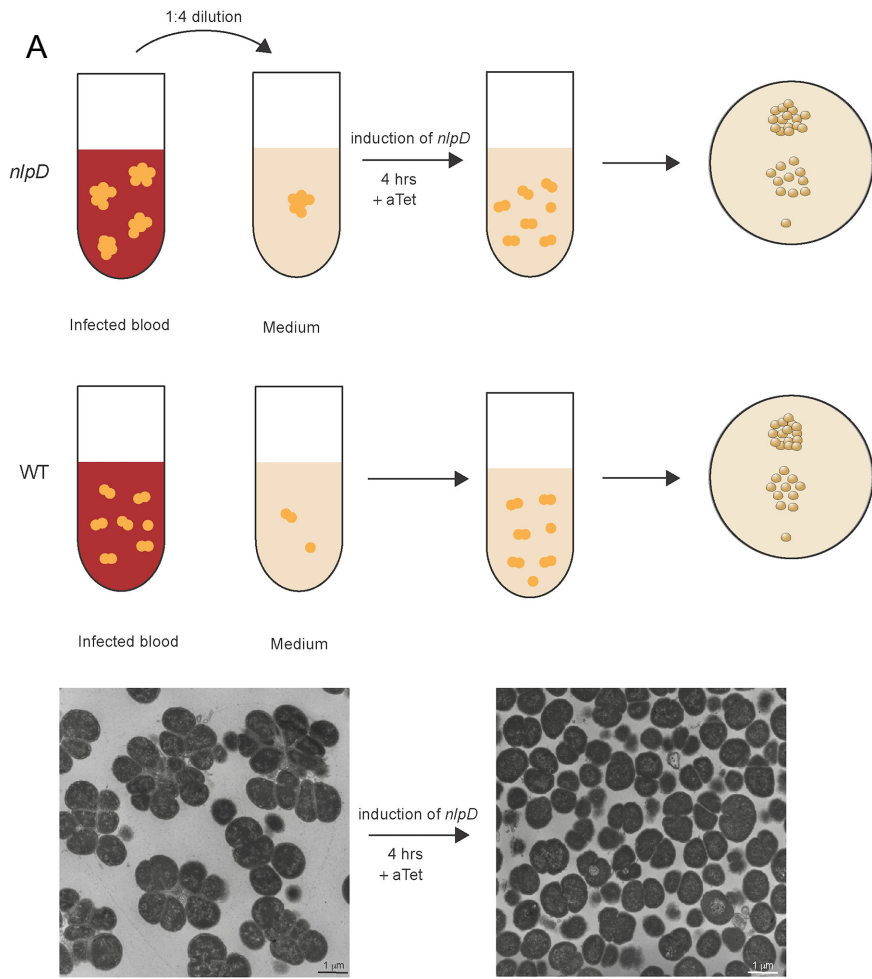 1:4 dilution
A
nlpD
induction of nlpD
4 hrs
+ aTet
Infected blood
Medium
WT
Infected blood
Medium
induction of nlpD
4 hrs
+ aTet
1 μm
1 μm